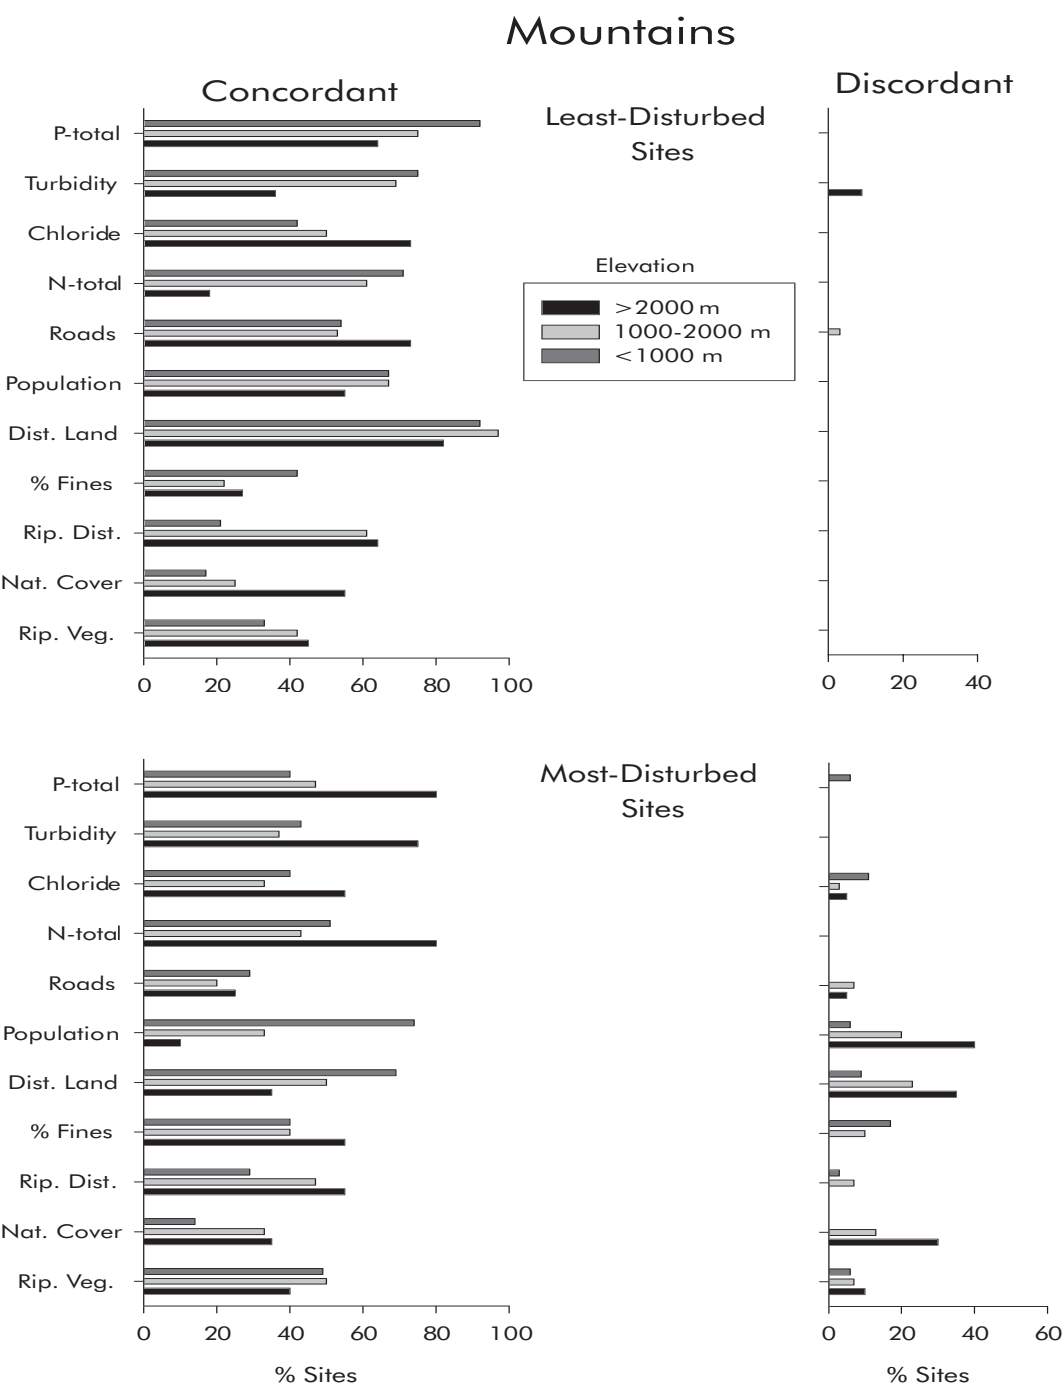 Mountains
Concordant
Discordant
Least-Disturbed
Sites
P-total
Turbidity
Chloride
N-total
Roads
Population
Dist. Land
% Fines
Rip. Dist.
Nat. Cover
Rip. Veg.
0 20 40 60 80 100
Elevation
>2000 m
1000-2000 m
<1000 m
0 20 40
Most-Disturbed
Sites
P-total
Turbidity
Chloride
N-total
Roads
Population
Dist. Land
% Fines
Rip. Dist.
Nat. Cover
Rip. Veg.
0 20 40 60 80 100
% Sites
0 20 40 60
% Sites